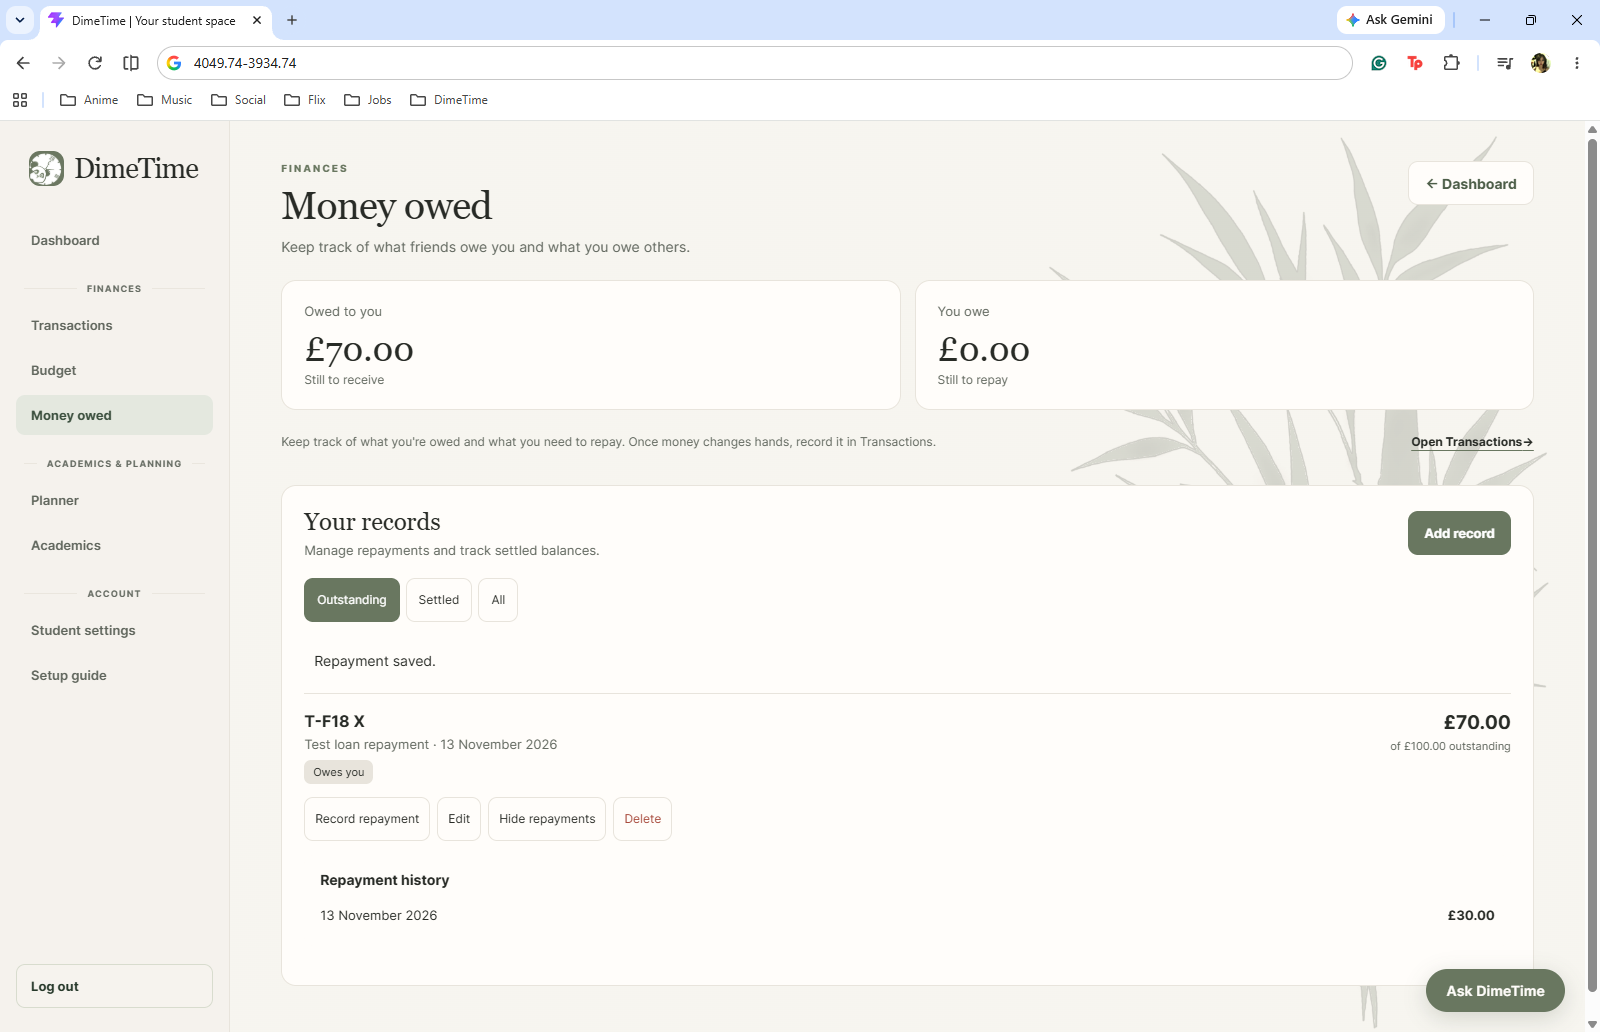 DimeTime | Your student space
Ask Gemini
4049.74-3934.74
Anime
Music
Social
Flix
Jobs
DimeTime
DimeTime
Dashboard
FINANCES
Transactions
Budget
Money owed
ACADEMICS & PLANNING
Planner
Academics
ACCOUNT
Student settings
Setup guide
Log out
FINANCES
Money owed
Keep track of what friends owe you and what you owe others.
← Dashboard
Owed to you
£70.00
Still to receive
You owe
£0.00
Still to repay
Keep track of what you're owed and what you need to repay. Once money changes hands, record it in Transactions.
Open Transactions→
Your records
Manage repayments and track settled balances.
Add record
Outstanding
Settled
All
Repayment saved.
T-F18 X
£70.00
Test loan repayment · 13 November 2026
of £100.00 outstanding
Owes you
Record repayment
Edit
Hide repayments
Delete
Repayment history
13 November 2026
£30.00
Ask DimeTime